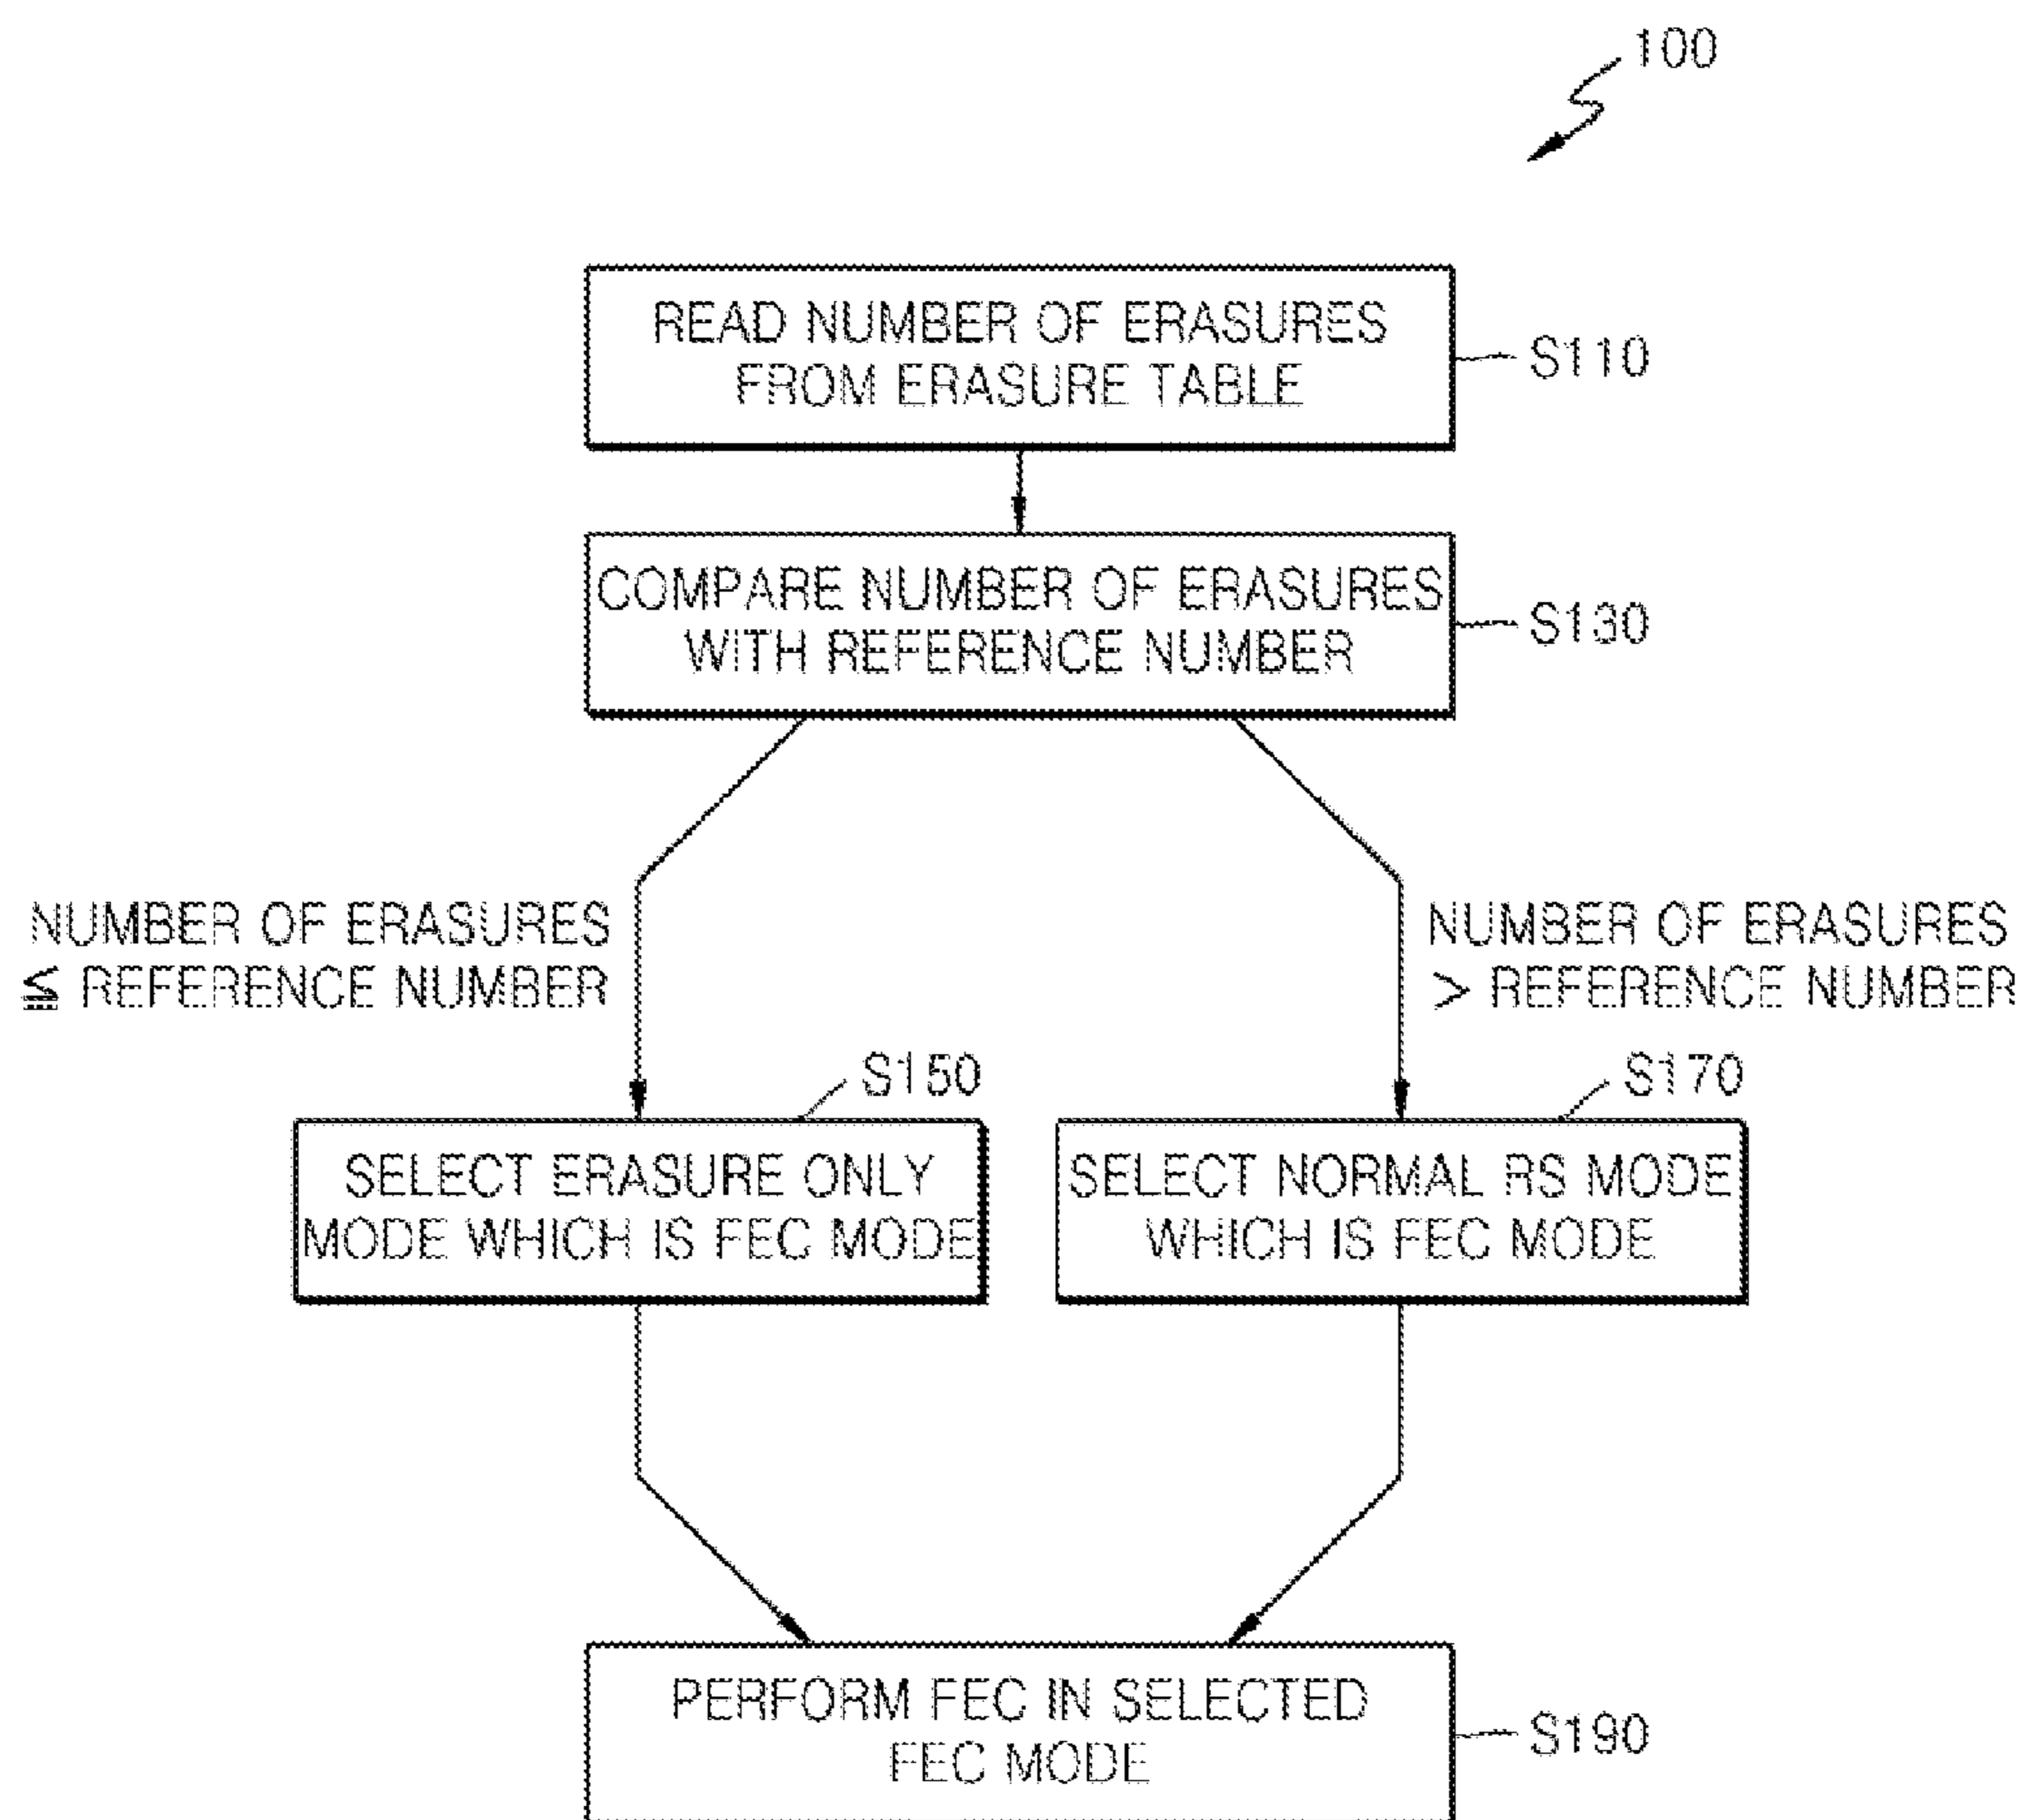 100
READ NUMBER OF ERASURES
FROM ERASURE TABLE
S110
COMPARE NUMBER OF ERASURES
WITH REFERENCE NUMBER
S130
NUMBER OF ERASURES
≦ REFERENCE NUMBER
NUMBER OF ERASURES
> REFERENCE NUMBER
S150
S170
SELECT ERASURE ONLY
MODE WHICH IS FEC MODE
SELECT NORMAL RS MODE
WHICH IS FEC MODE
PERFORM FEC IN SELECTED
FEC MODE
S190